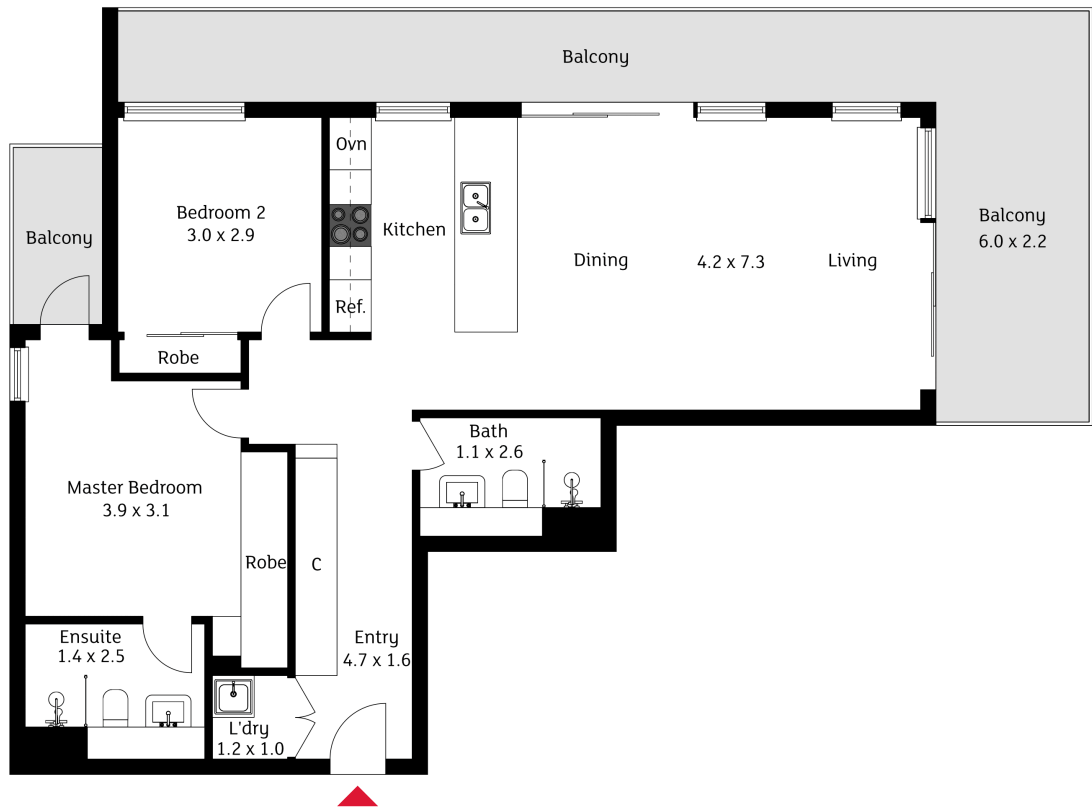 Balcony
Ovn
Bedroom 2
3.0 x 2.9
Kitchen
Balcony
Balcony
6.0 x 2.2
Dining
4.2 x 7.3
Living
Ref.
Robe
Bath
1.1 x 2.6
Master Bedroom
3.9 x 3.1
Robe
C
Ensuite
1.4 x 2.5
Entry
4.7 x 1.6
L'dry
1.2 x 1.0